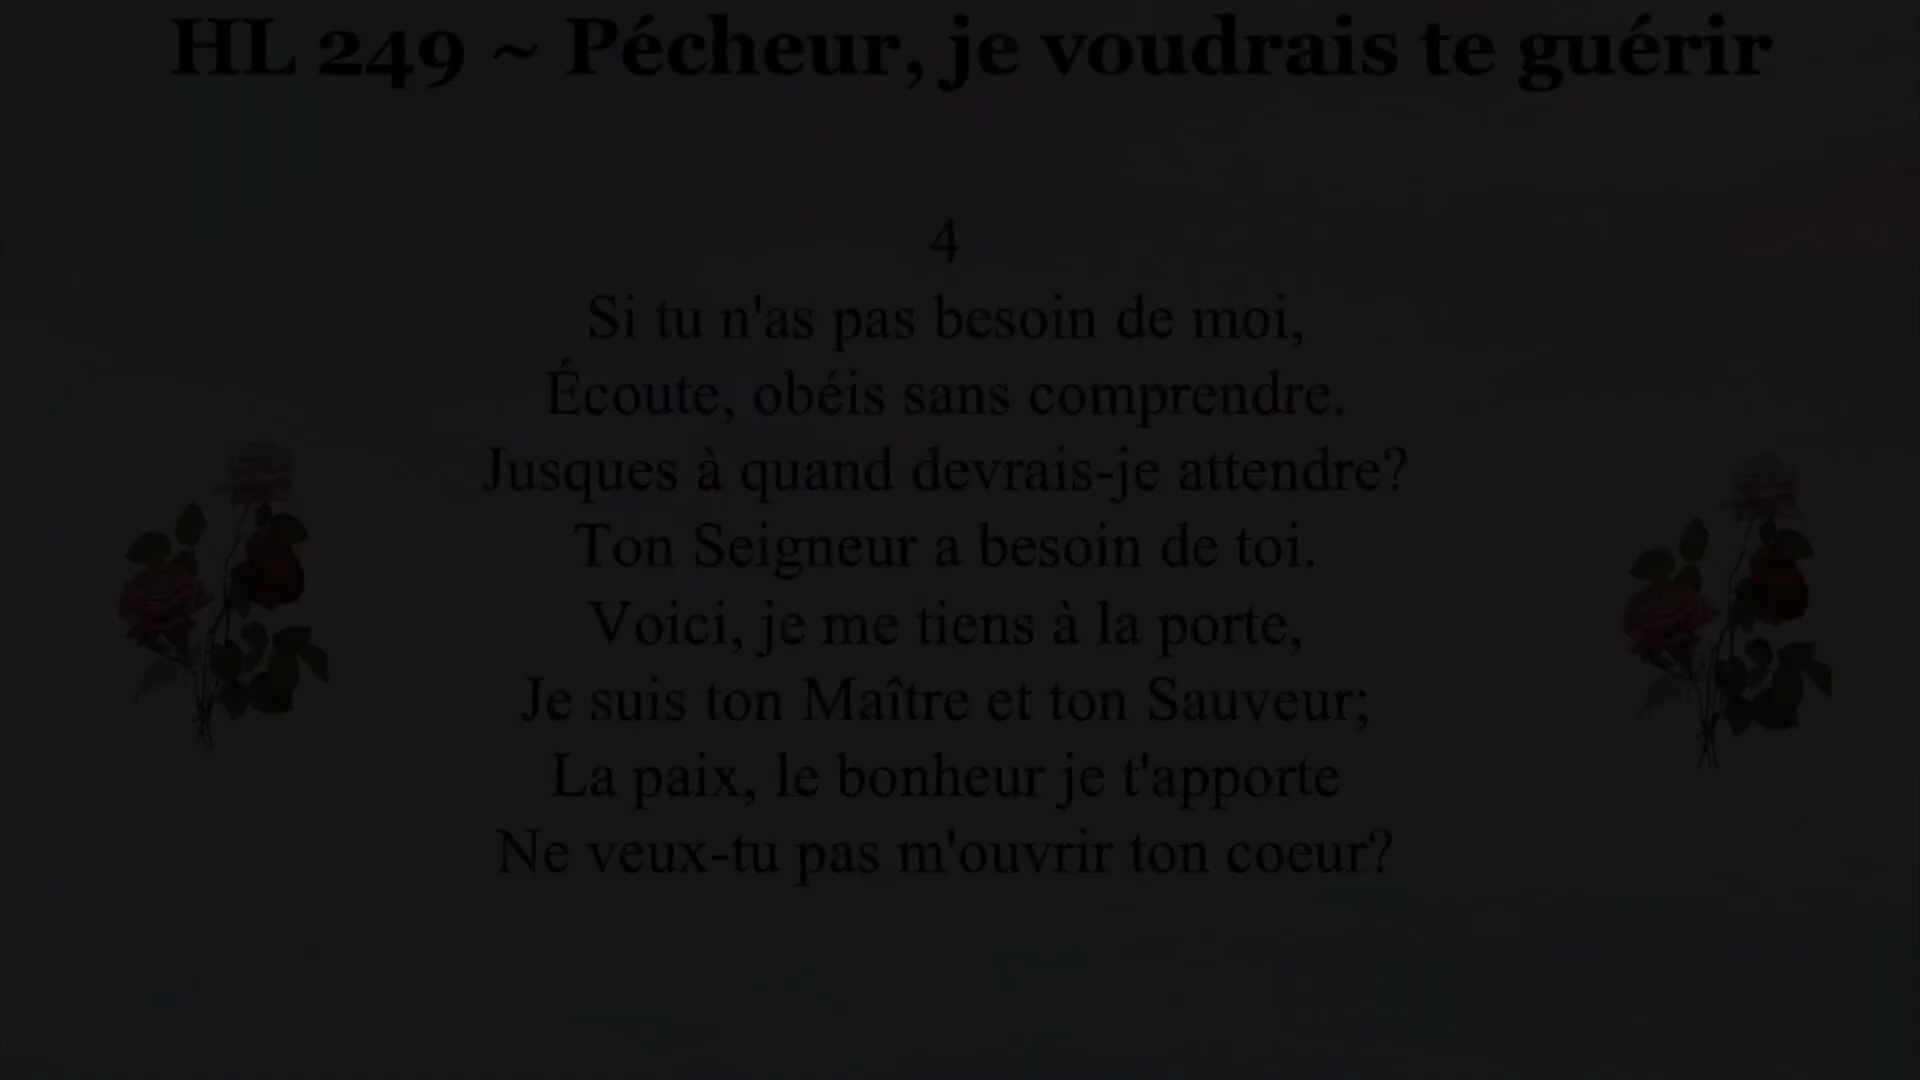 HL 249 ~ Pécheur, je voudrais te guérir
4
Si tu n'as pas besoin de moi,
Écoute, obéis sans comprendre.
Jusques à quand devrais-je attendre?
Ton Seigneur a besoin de toi.
Voici, je me tiens à la porte,
Je suis ton Maître et ton Sauveur;
La paix, le bonheur je t'apporte
Ne veux-tu pas m'ouvrir ton coeur?